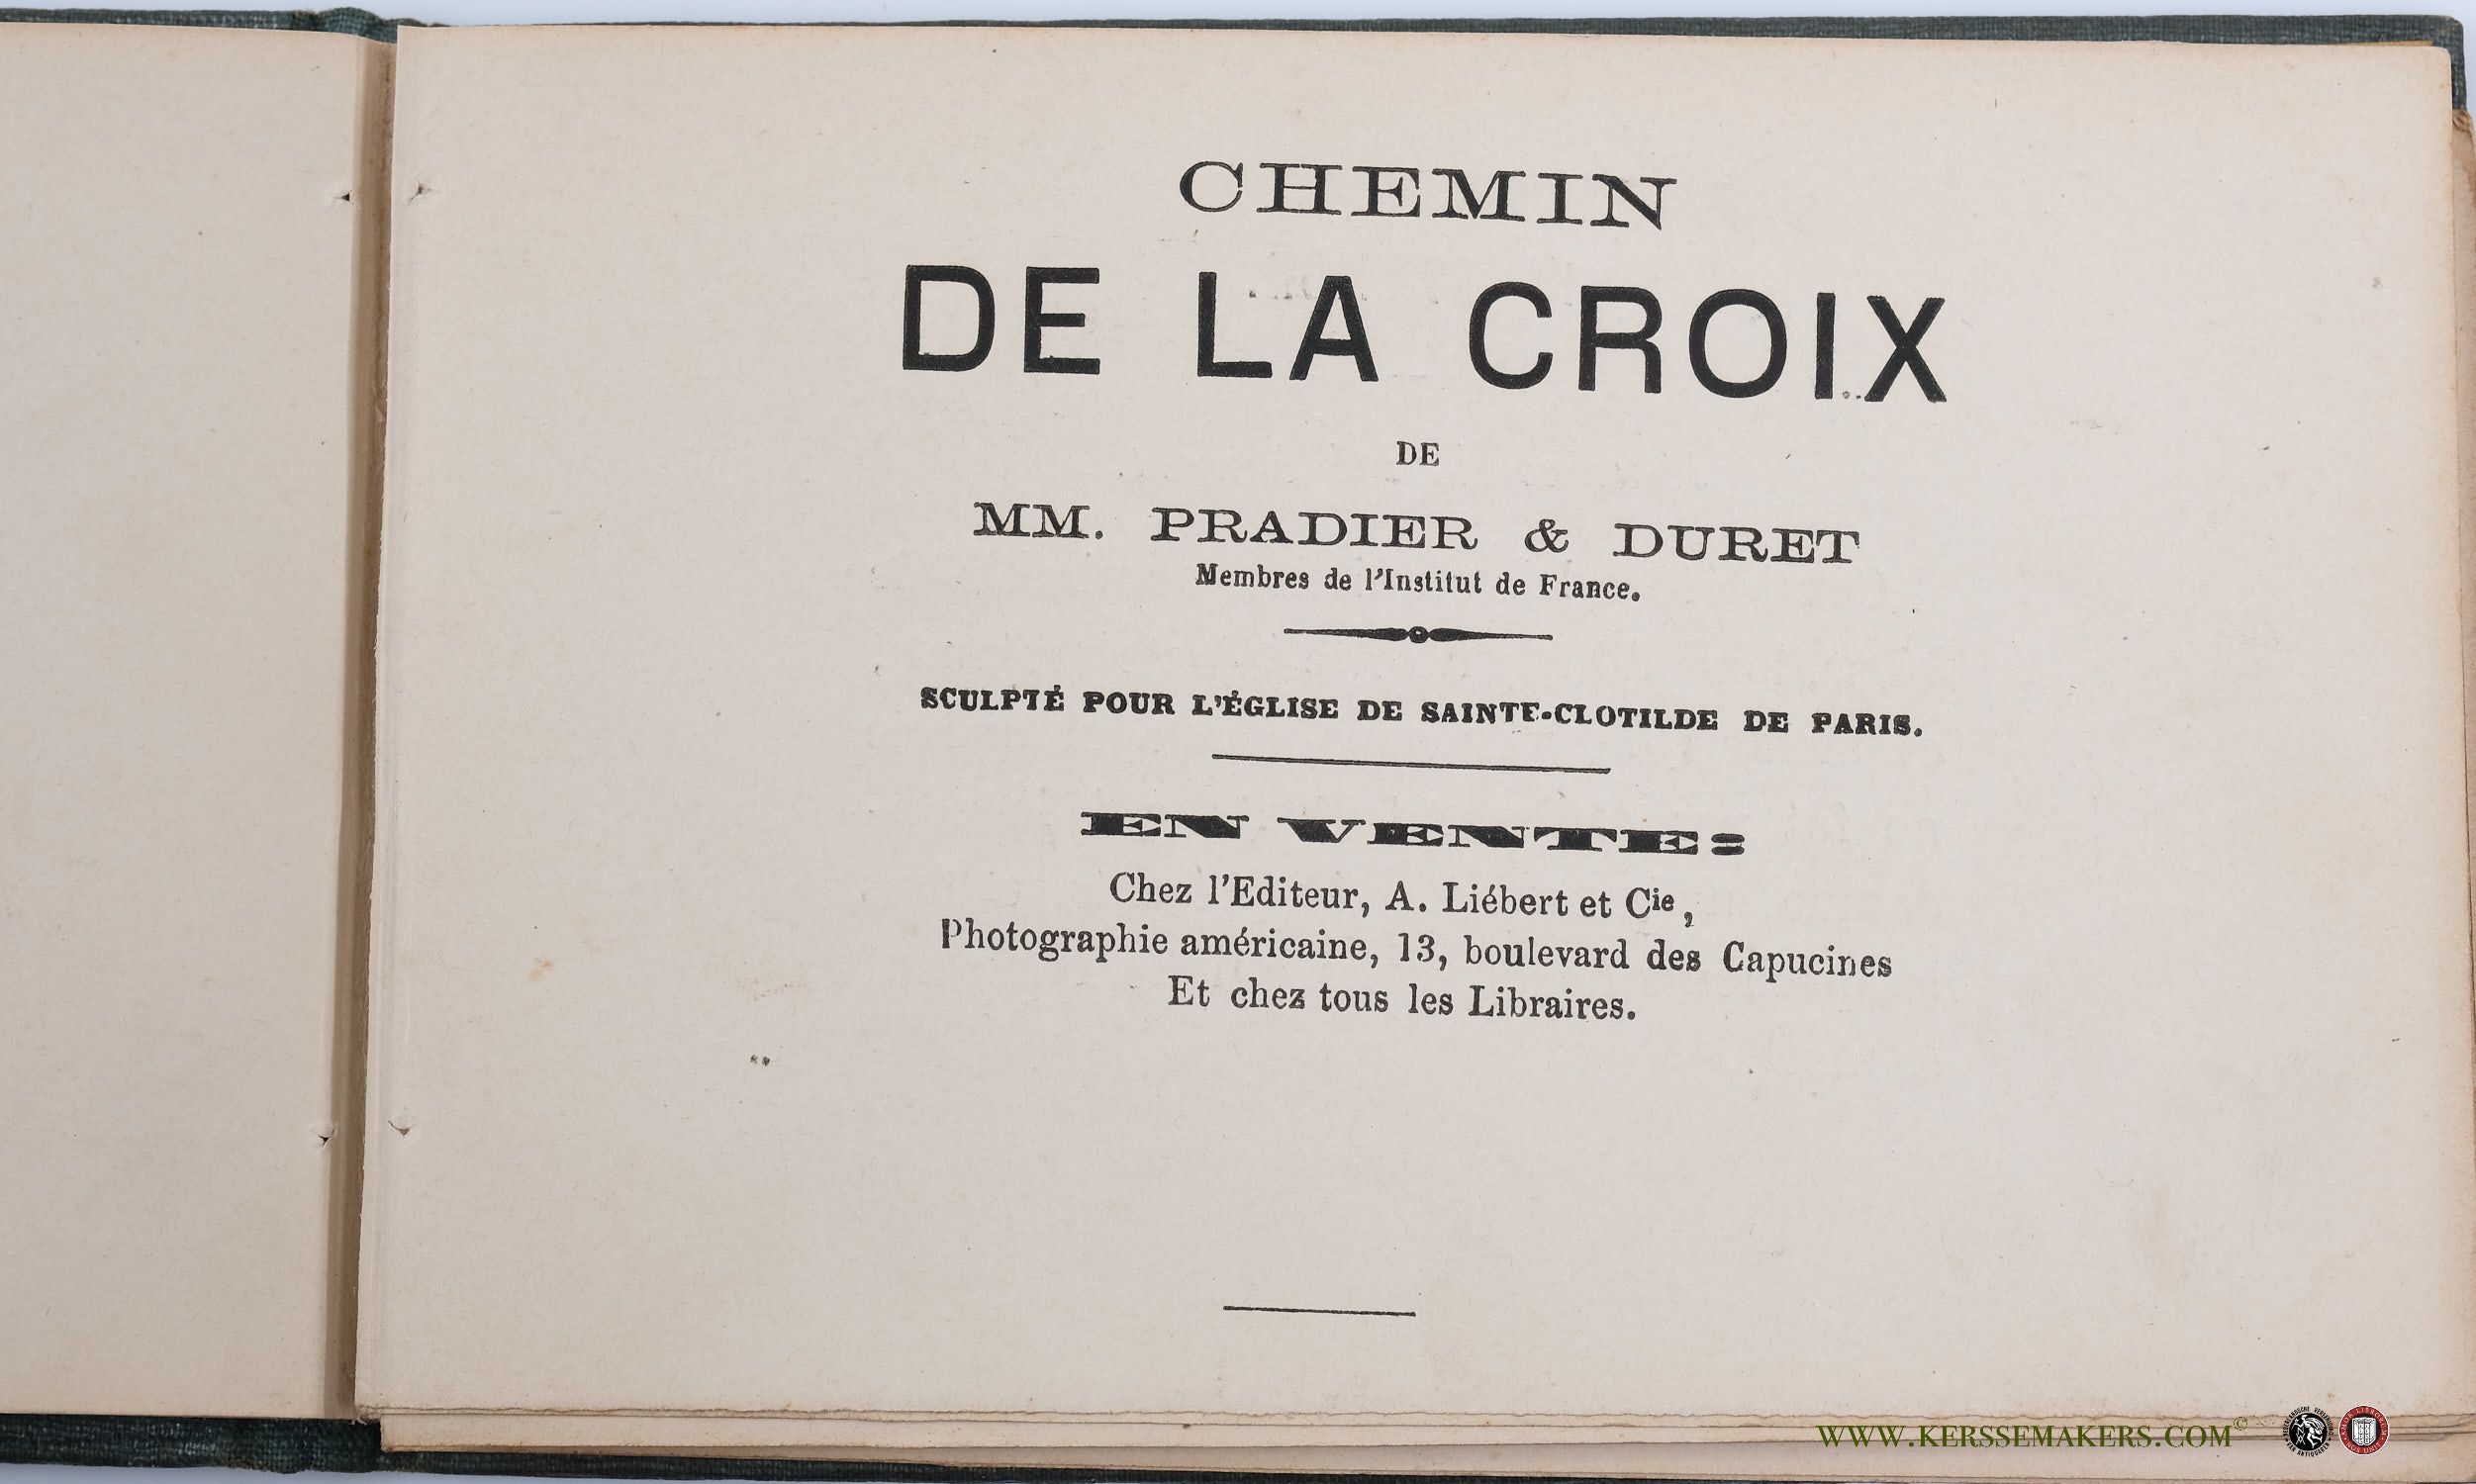 CHEMIN
DE LA CROIX
DE
MM. PRADIER & DURET
Membres de l'Institut de France.
SCULPTÉ POUR L'ÉGLISE DE SAINTE-CLOTILDE DE PARIS.
EN VENTE:
Chez l'Editeur, A. Liébert et Cie,
Photographie américaine, 13, boulevard des Capucines
Et chez tous les Libraires.
WWW.KERSSEMAKERS.COM©